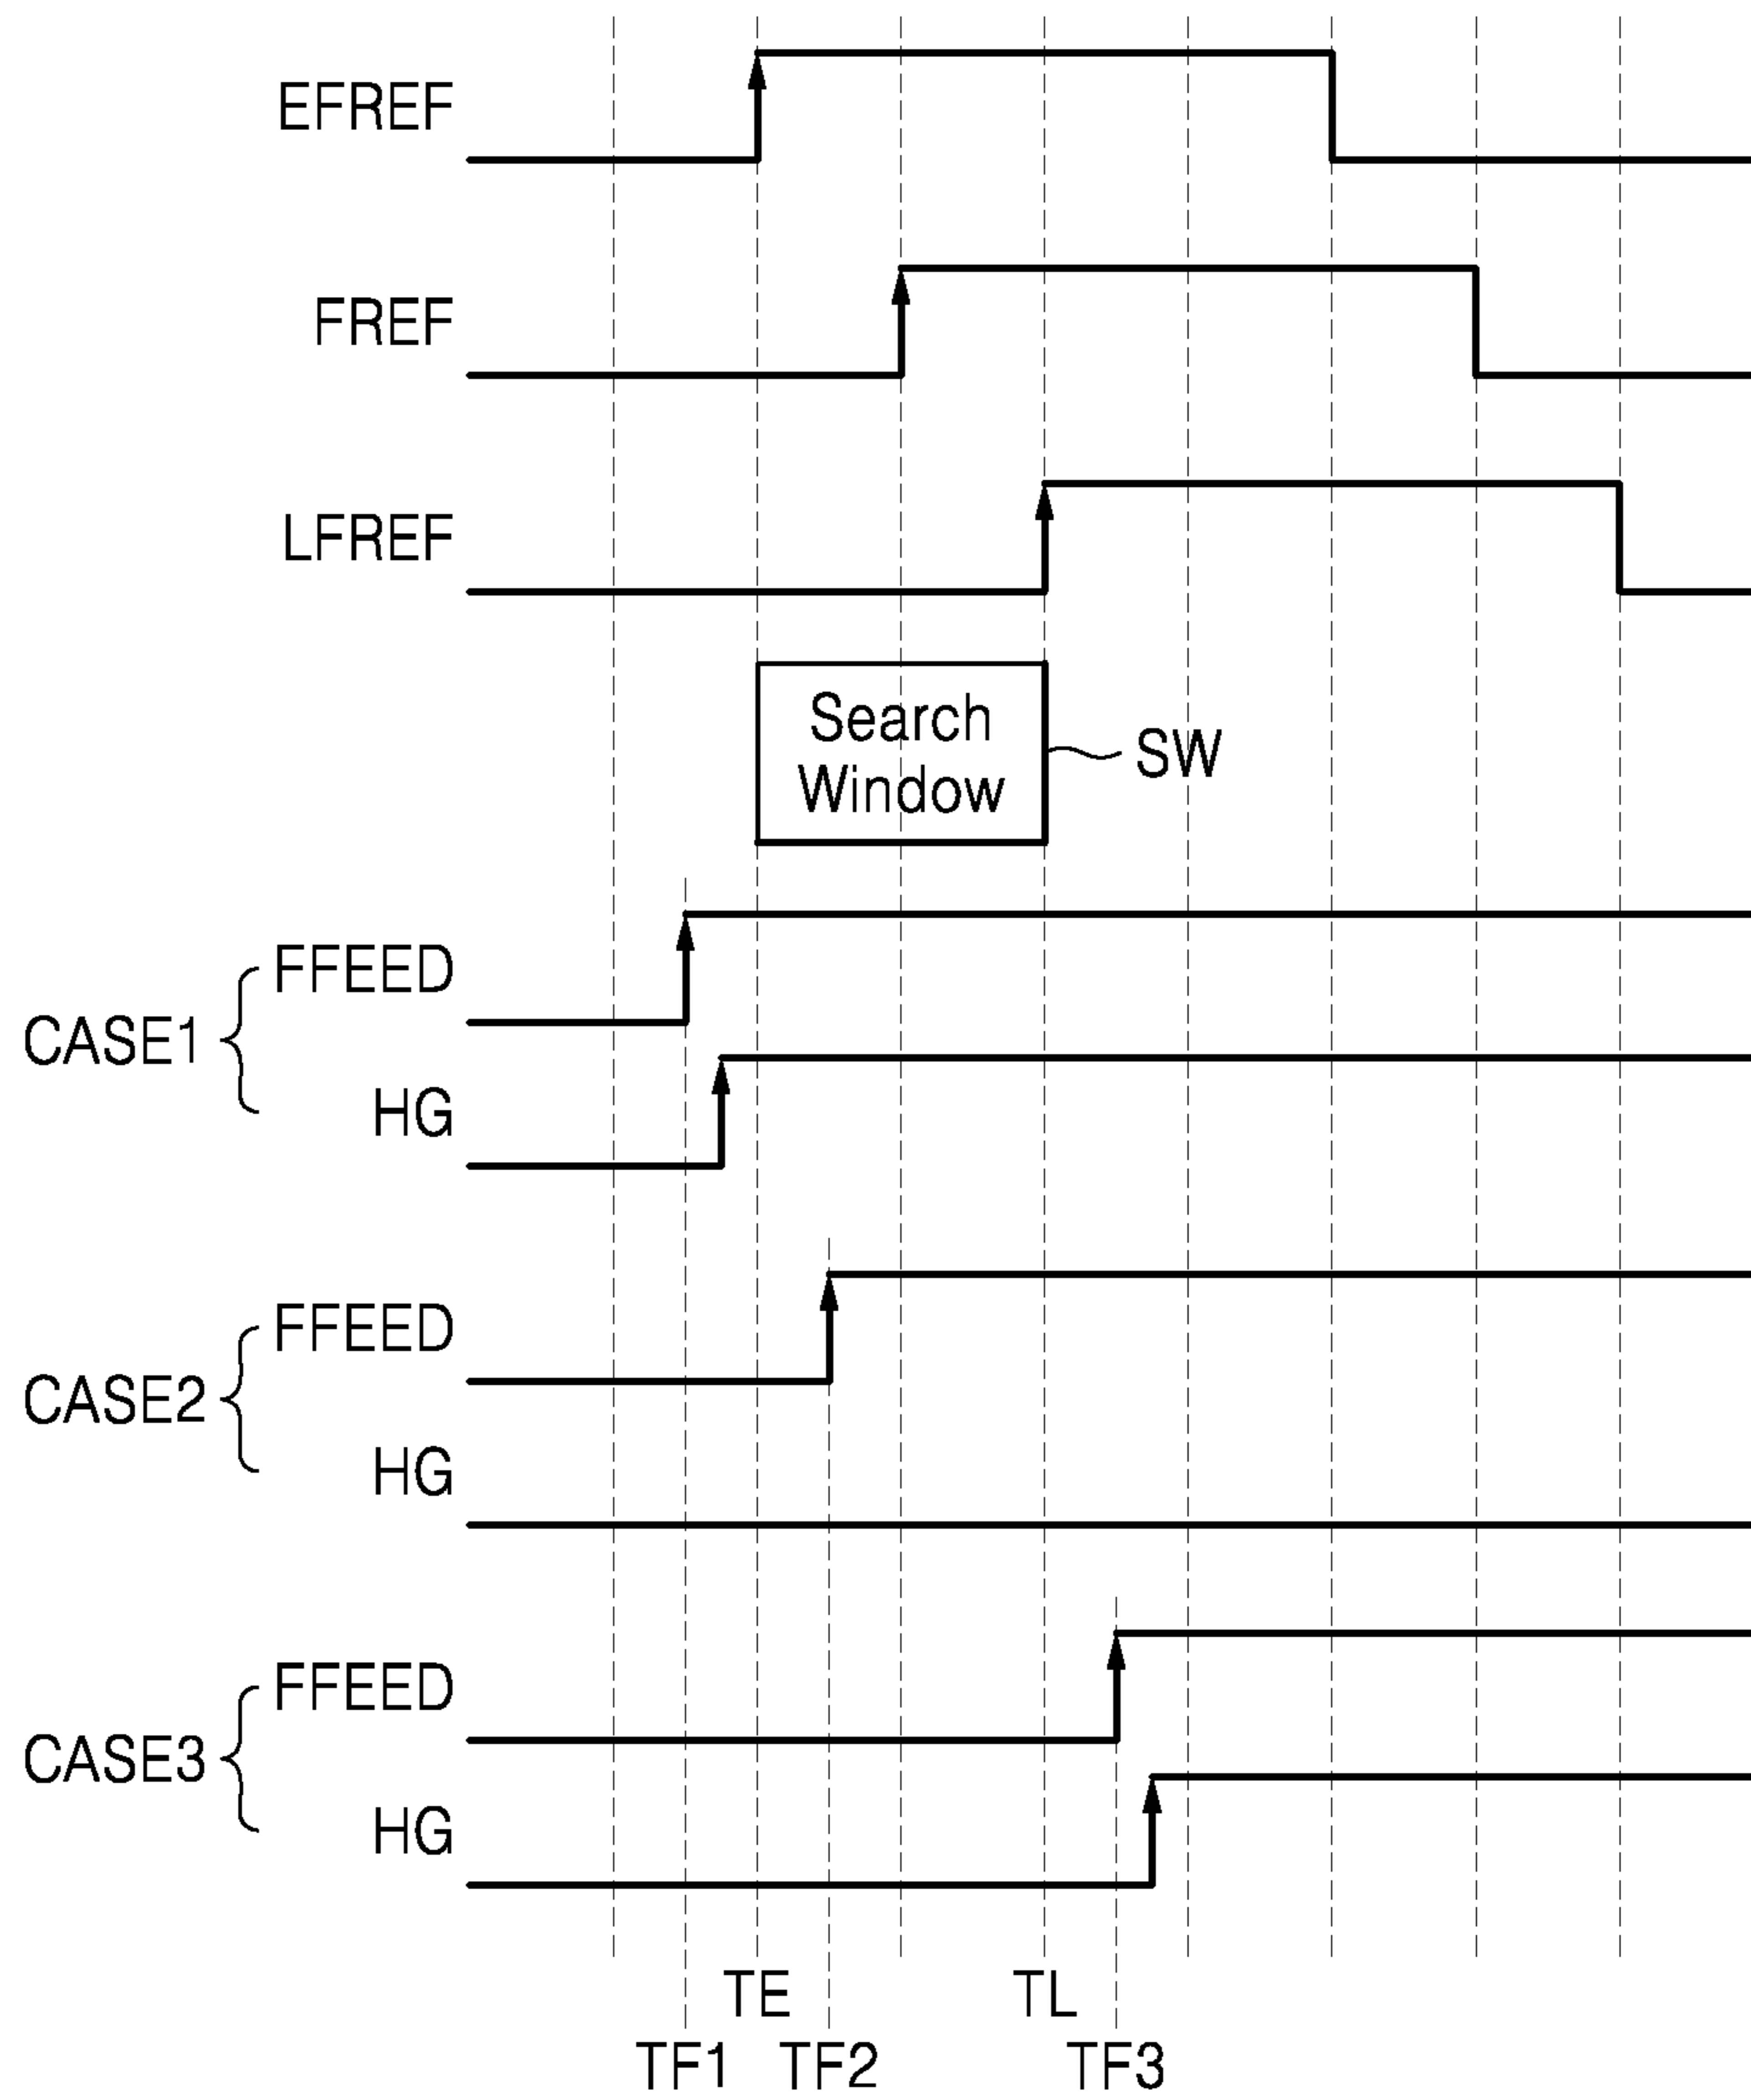 EFREF
FREF
LFREF
Search
Window
SW
CASE1
FFEED
HG
CASE2
FFEED
HG
CASE3
FFEED
HG
TE
TL
TF1
TF2
TF3